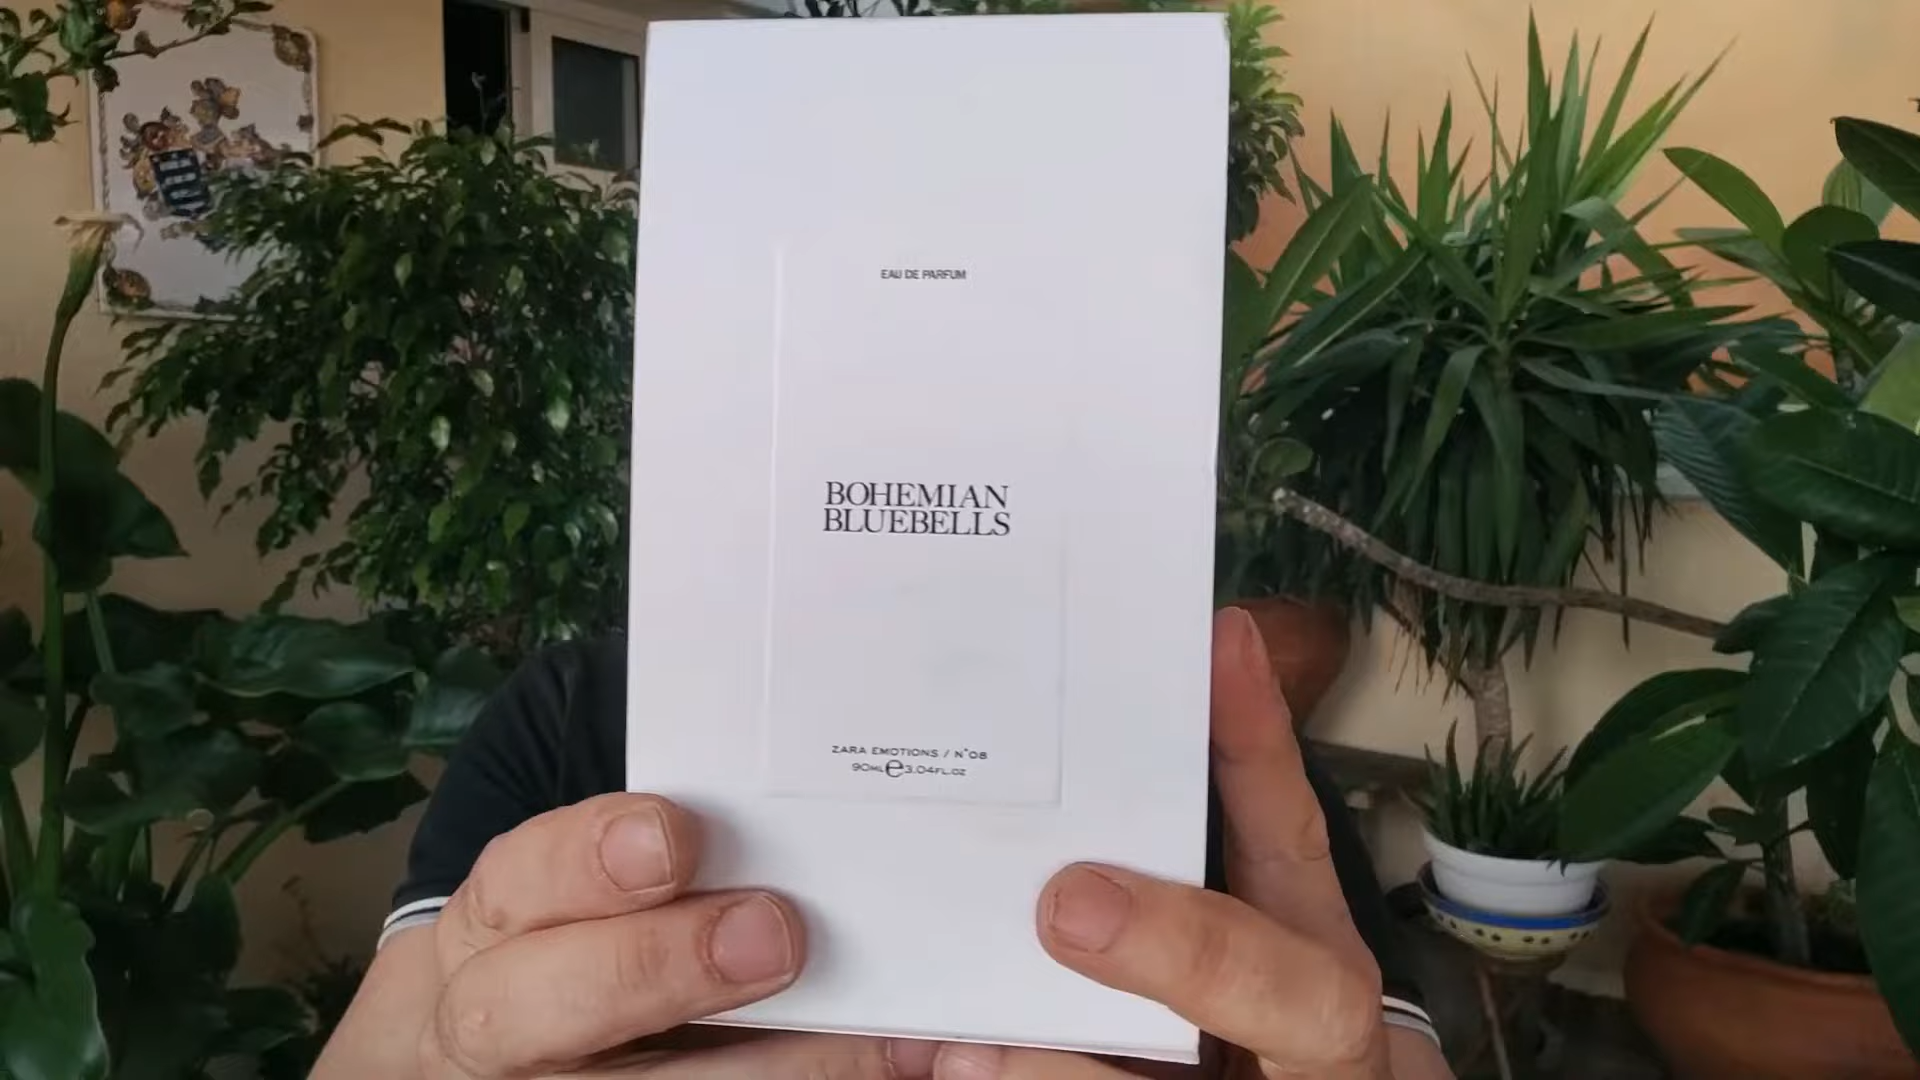 EAU DE PARFUM
BOHEMIAN
BLUEBELLS
ZARA EMOTIONS / N°08
90ML e 3.04FL.OZ